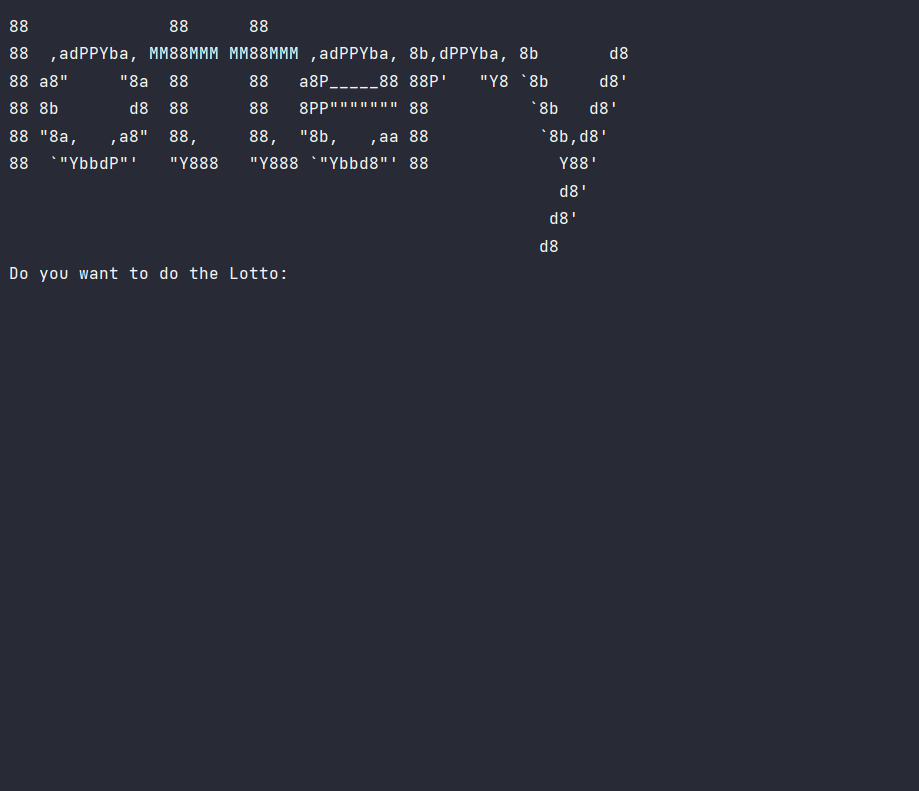 88              88      88
88  ,adPPYba, MM88MMM MM88MMM ,adPPYba, 8b,dPPYba, 8b       d8
88 a8"     "8a  88      88   a8P_____88 88P'   "Y8 `8b     d8'
88 8b       d8  88      88   8PP""""""" 88          `8b   d8'
88 "8a,   ,a8"  88,     88,  "8b,   ,aa 88           `8b,d8'
88  `"YbbdP"'   "Y888   "Y888 `"Ybbd8"' 88             Y88'
                                                       d8'
                                                      d8'
                                                     d8
Do you want to do the Lotto: